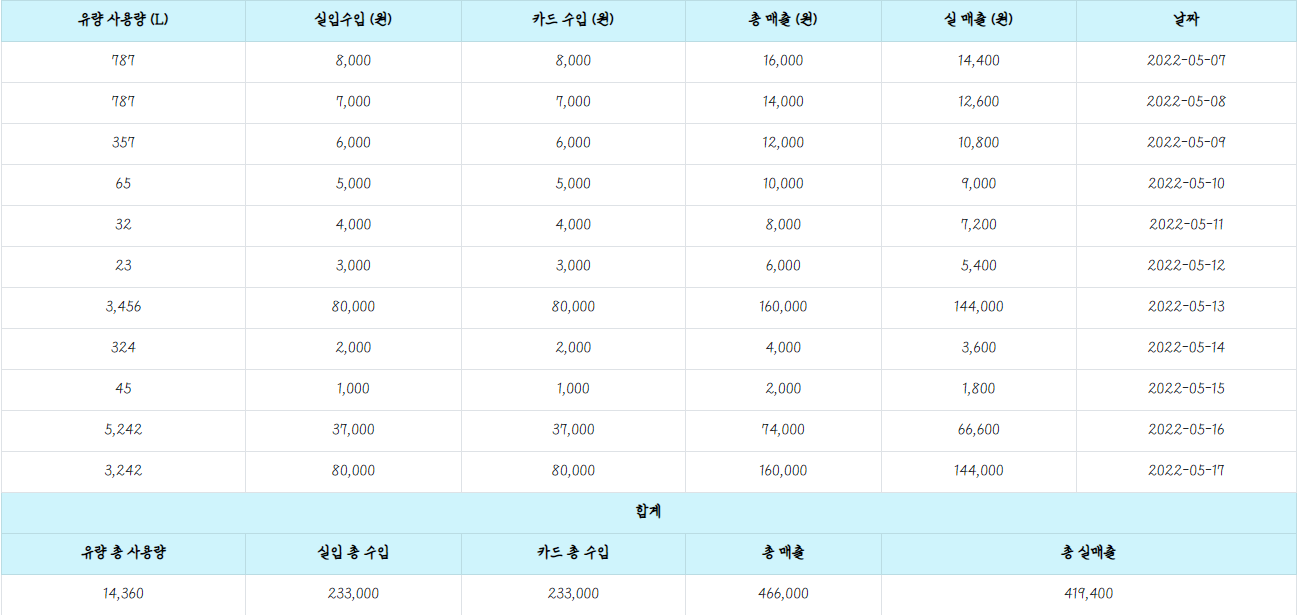 유량 사용량 (L) 실입수입 (원) 카드 수입 (원) 총 매출 (원) 실 매출 (원) 날짜
787 8,000 8,000 16,000 14,400 2022-05-07
787 7,000 7,000 14,000 12,600 2022-05-08
357 6,000 6,000 12,000 10,800 2022-05-09
65 5,000 5,000 10,000 9,000 2022-05-10
32 4,000 4,000 8,000 7,200 2022-05-11
23 3,000 3,000 6,000 5,400 2022-05-12
3,456 80,000 80,000 160,000 144,000 2022-05-13
324 2,000 2,000 4,000 3,600 2022-05-14
45 1,000 1,000 2,000 1,800 2022-05-15
5,242 37,000 37,000 74,000 66,600 2022-05-16
3,242 80,000 80,000 160,000 144,000 2022-05-17
합계
유량 총 사용량 실입 총 수입 카드 총 수입 총 매출 총 실매출
14,360 233,000 233,000 466,000 419,400